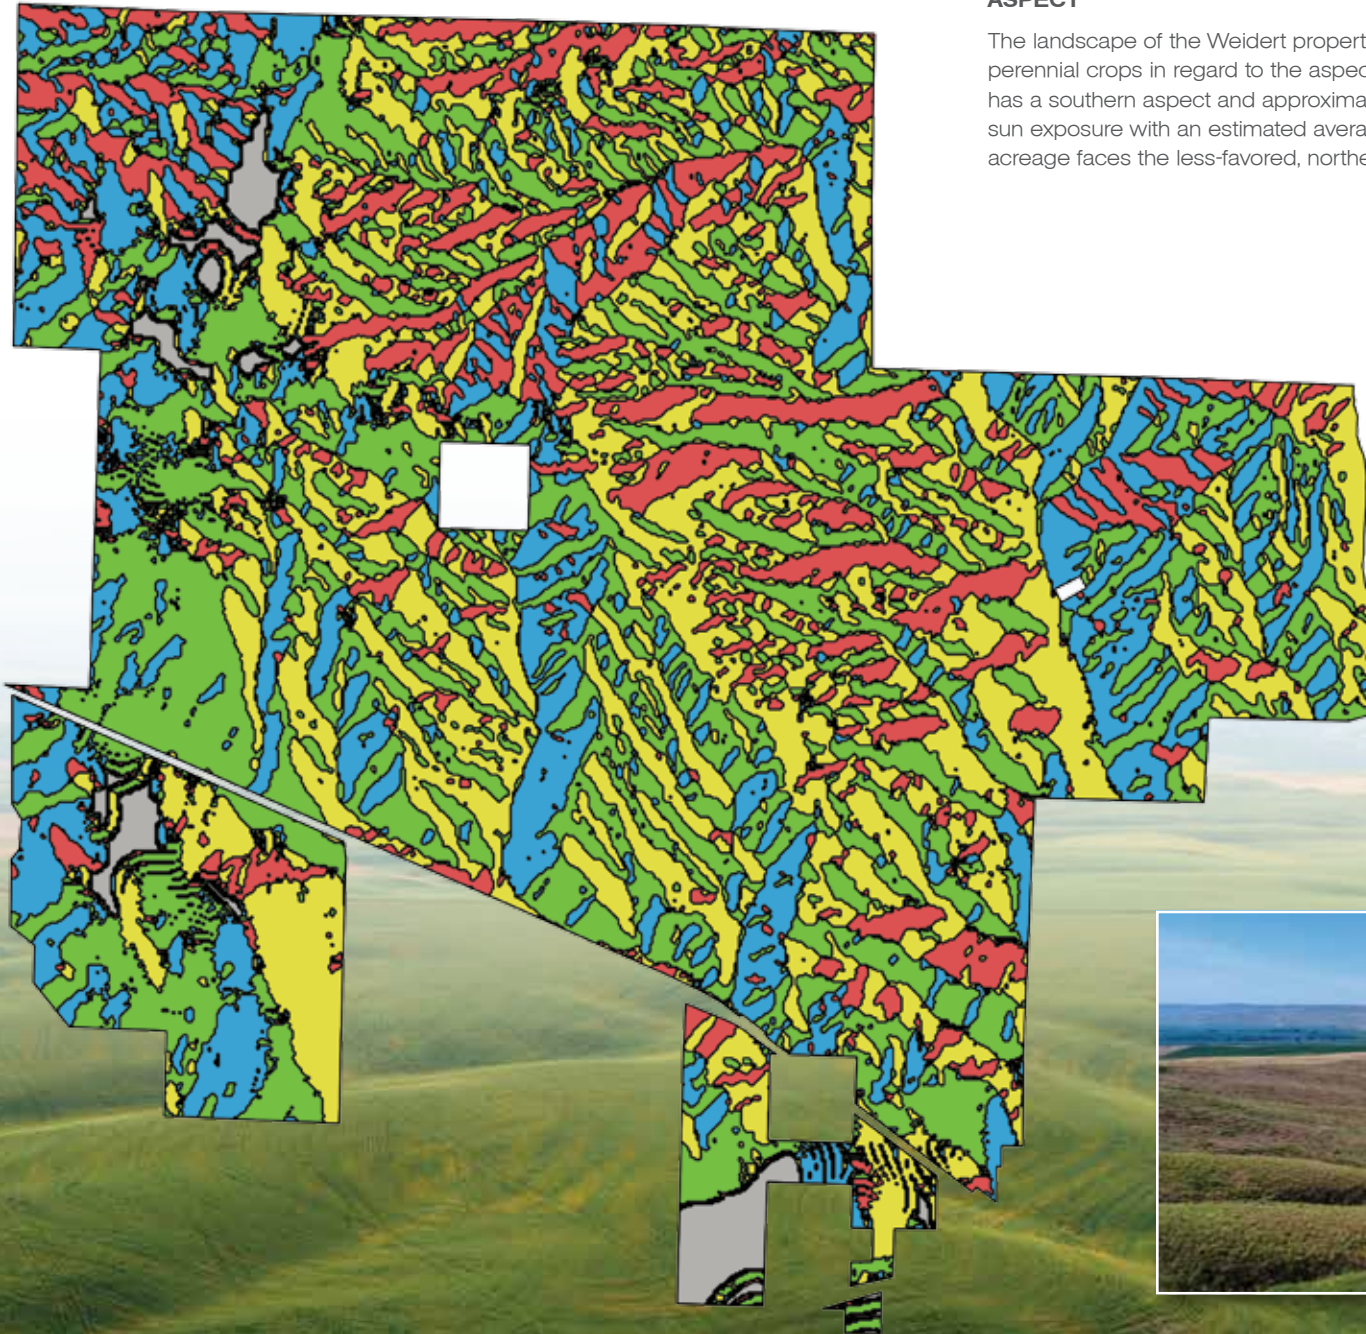 ASPECT
The landscape of the Weidert propert
perennial crops in regard to the aspec
has a southern aspect and approxima
sun exposure with an estimated avera
acreage faces the less-favored, northe